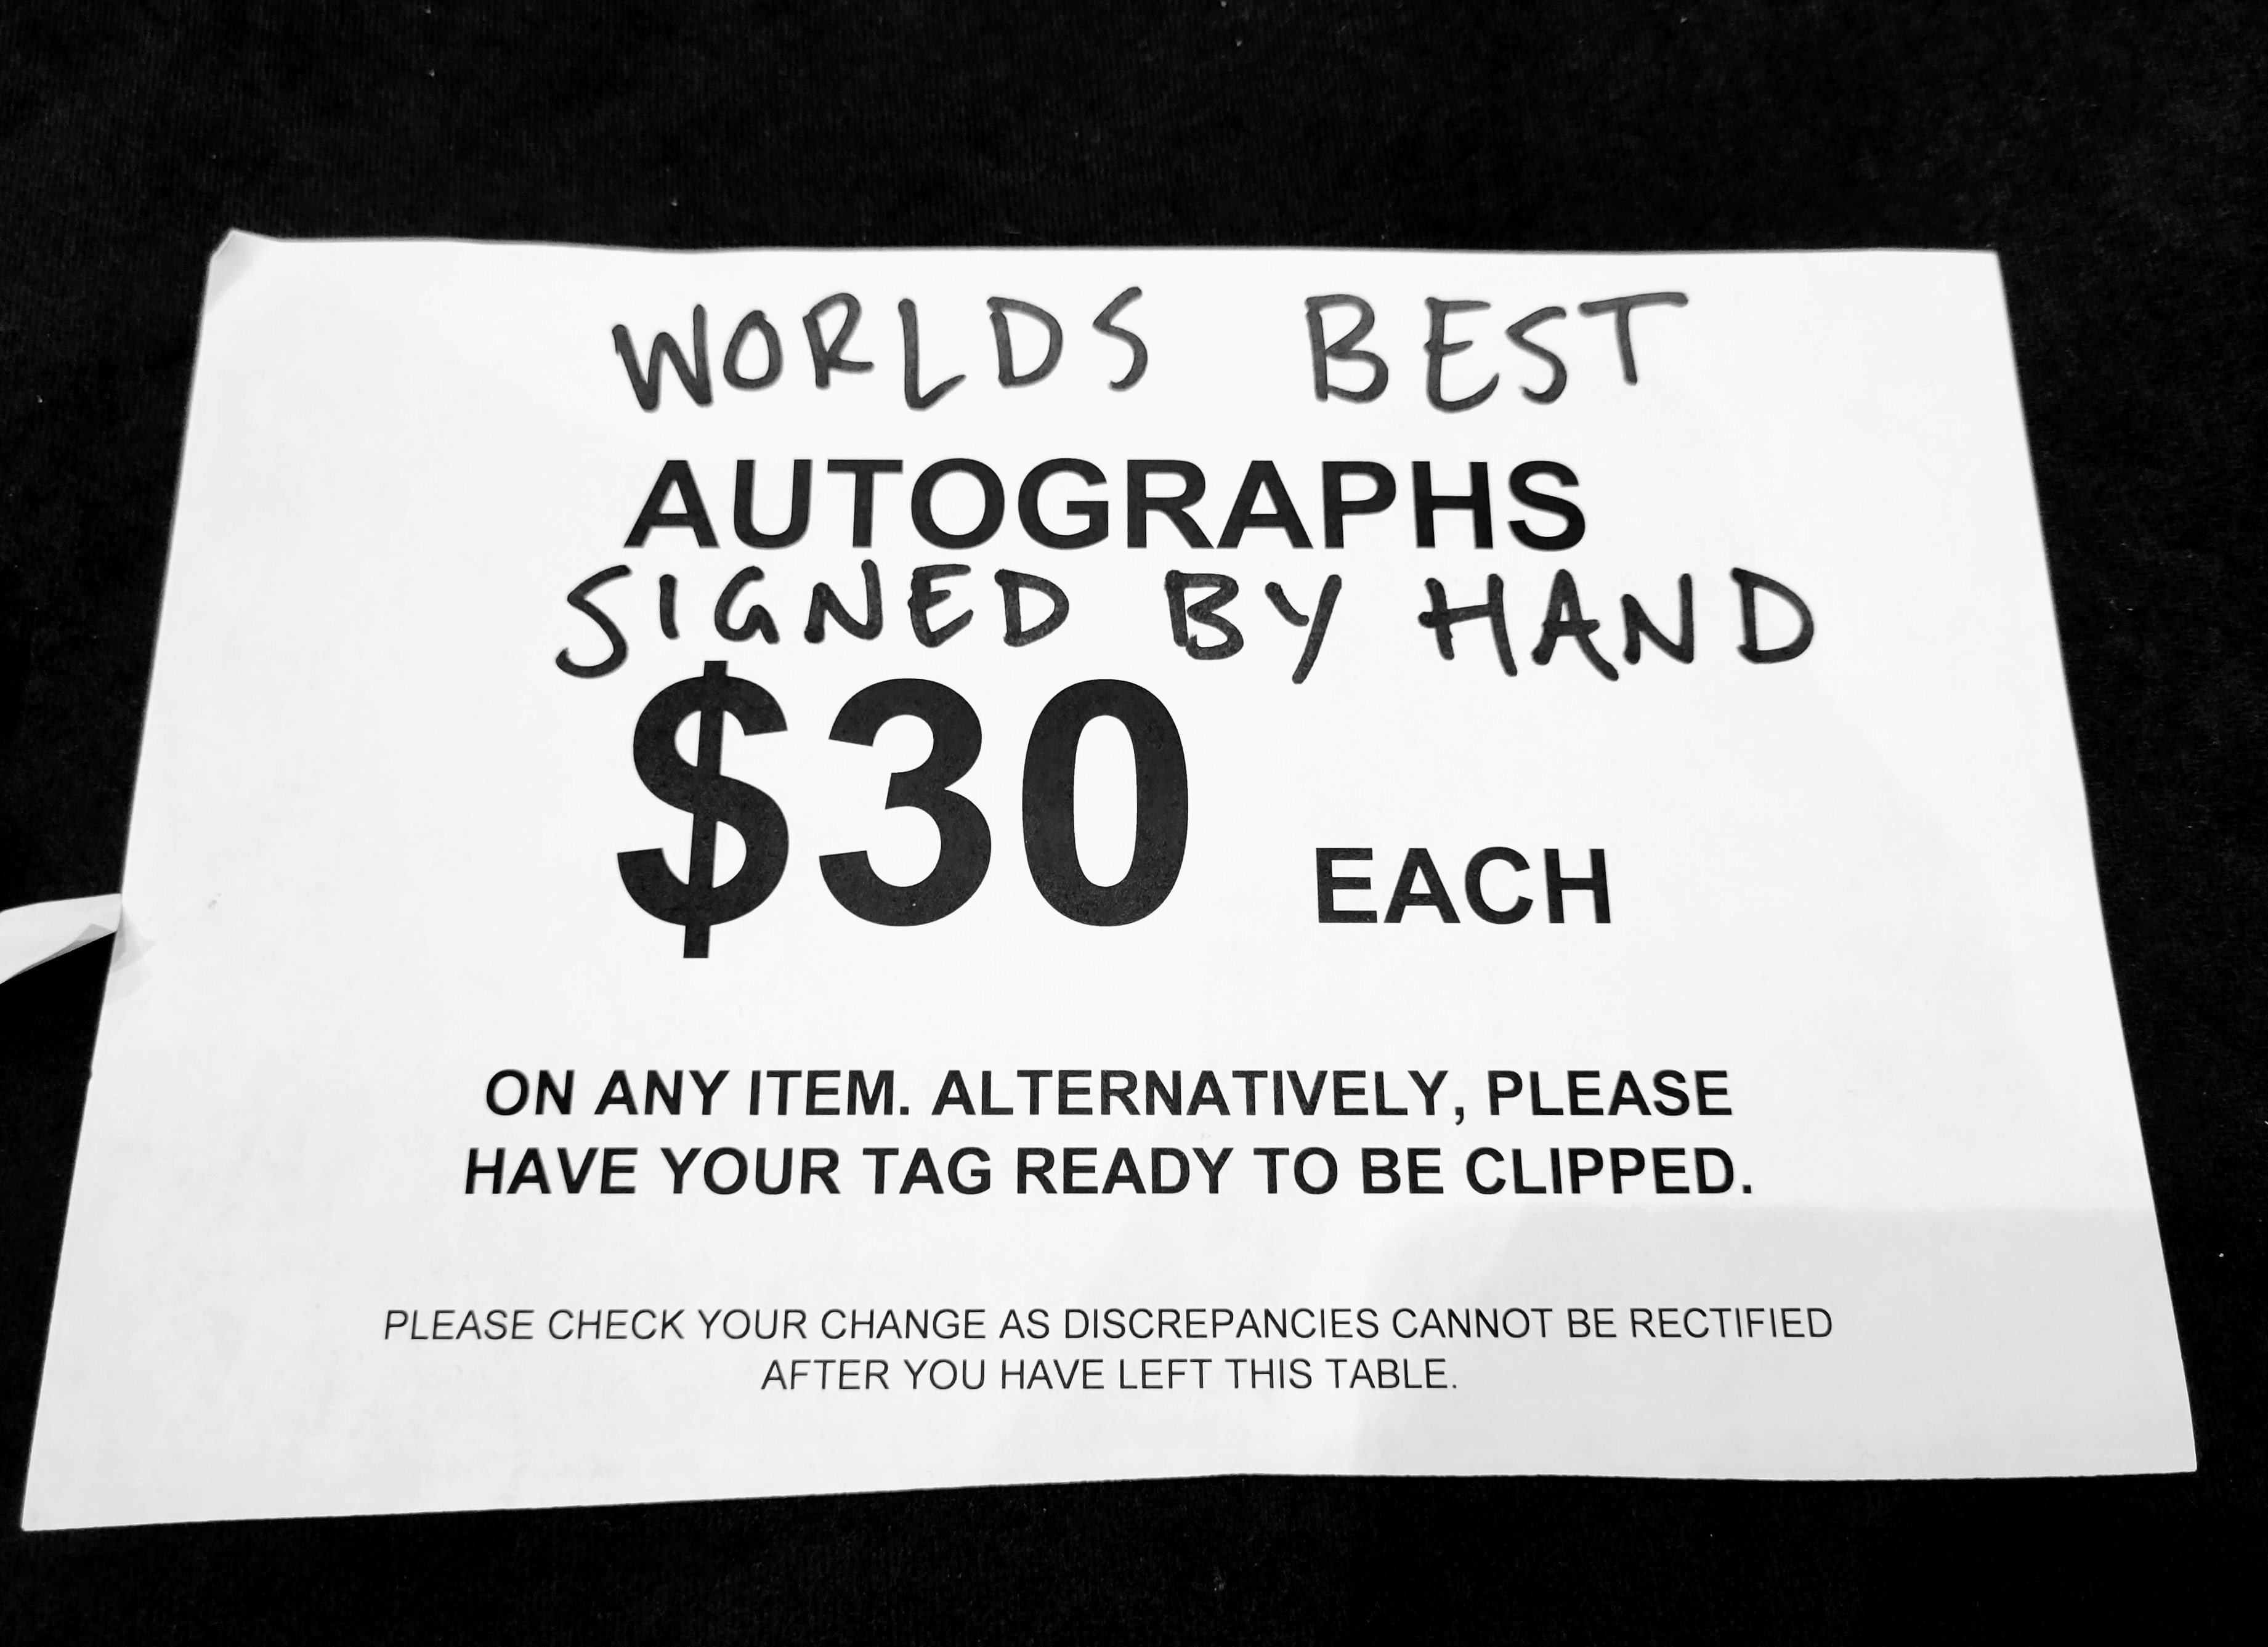 WORLDS BEST
AUTOGRAPHS
SIGNED BY HAND
$30 EACH
ON ANY ITEM. ALTERNATIVELY, PLEASE
HAVE YOUR TAG READY TO BE CLIPPED.
PLEASE CHECK YOUR CHANGE AS DISCREPANCIES CANNOT BE RECTIFIED
AFTER YOU HAVE LEFT THIS TABLE.